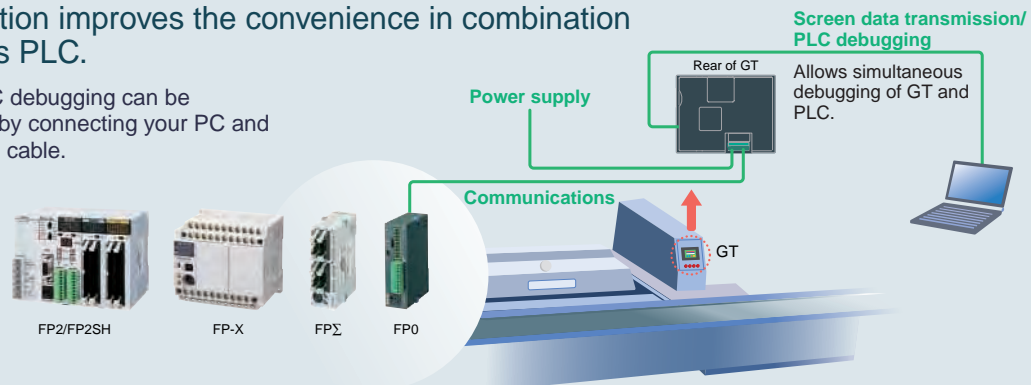 tion improves the convenience in combination
s PLC.
C debugging can be
by connecting your PC and
cable.
Screen data transmission/
PLC debugging
Allows simultaneous
debugging of GT and
PLC.
Rear of GT
Power supply
Communications
GT
FP2/FP2SH
FP-X
FPΣ
FP0